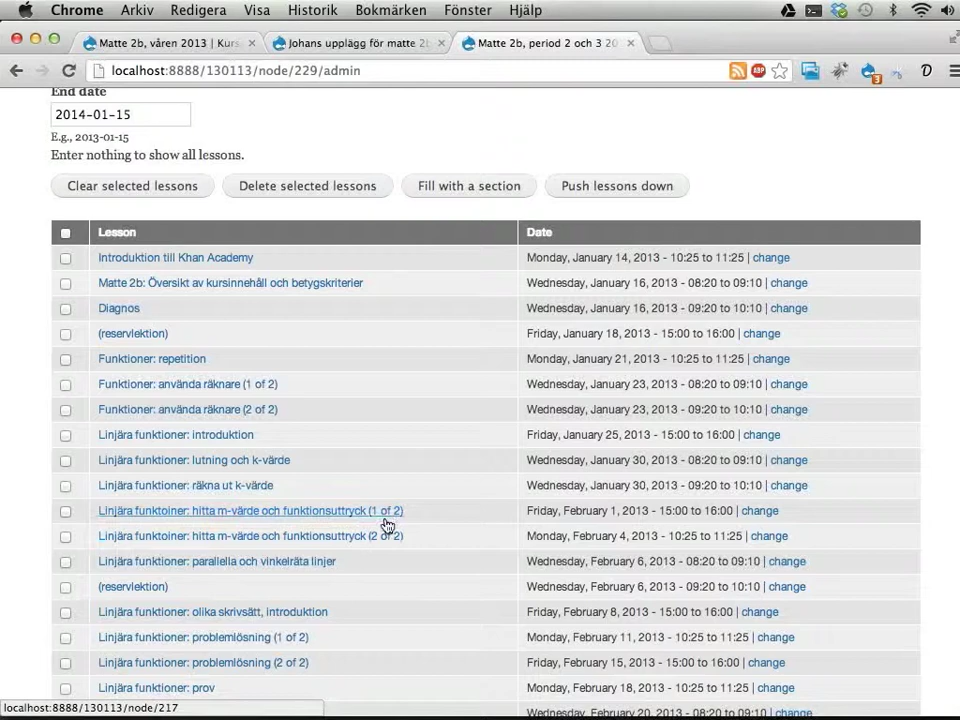 Chrome Arkiv Redigera Visa Historik Bokmärken Fönster Hjälp
Matte 2b, våren 2013 | Kurs Johans upplägg för matte 2 Matte 2b, period 2 och 3 20
localhost:8888/130113/node/229/admin ABP 3 D
End date
2014-01-15
E.g., 2013-01-15
Enter nothing to show all lessons.
Clear selected lessons Delete selected lessons Fill with a section Push lessons down
Lesson Date
Introduktion till Khan Academy Monday, January 14, 2013 - 10:25 to 11:25 | change
Matte 2b: Översikt av kursinnehåll och betygskriterier Wednesday, January 16, 2013 - 08:20 to 09:10 | change
Diagnos Wednesday, January 16, 2013 - 09:20 to 10:10 | change
(reservlektion) Friday, January 18, 2013 - 15:00 to 16:00 | change
Funktioner: repetition Monday, January 21, 2013 - 10:25 to 11:25 | change
Funktioner: använda räknare (1 of 2) Wednesday, January 23, 2013 - 08:20 to 09:10 | change
Funktioner: använda räknare (2 of 2) Wednesday, January 23, 2013 - 09:20 to 10:10 | change
Linjära funktioner: introduktion Friday, January 25, 2013 - 15:00 to 16:00 | change
Linjära funktioner: lutning och k-värde Wednesday, January 30, 2013 - 08:20 to 09:10 | change
Linjära funktioner: räkna ut k-värde Wednesday, January 30, 2013 - 09:20 to 10:10 | change
Linjära funktoiner: hitta m-värde och funktionsuttryck (1 of 2) Friday, February 1, 2013 - 15:00 to 16:00 | change
Linjära funktoiner: hitta m-värde och funktionsuttryck (2 of 2) Monday, February 4, 2013 - 10:25 to 11:25 | change
Linjära funktioner: parallella och vinkelräta linjer Wednesday, February 6, 2013 - 08:20 to 09:10 | change
(reservlektion) Wednesday, February 6, 2013 - 09:20 to 10:10 | change
Linjära funktioner: olika skrivsätt, introduktion Friday, February 8, 2013 - 15:00 to 16:00 | change
Linjära funktioner: problemlösning (1 of 2) Monday, February 11, 2013 - 10:25 to 11:25 | change
Linjära funktioner: problemlösning (2 of 2) Friday, February 15, 2013 - 15:00 to 16:00 | change
Linjära funktioner: prov Monday, February 18, 2013 - 10:25 to 11:25 | change
localhost:8888/130113/node/217 Wednesday, February 20, 2013 - 08:20 to 09:10 | change